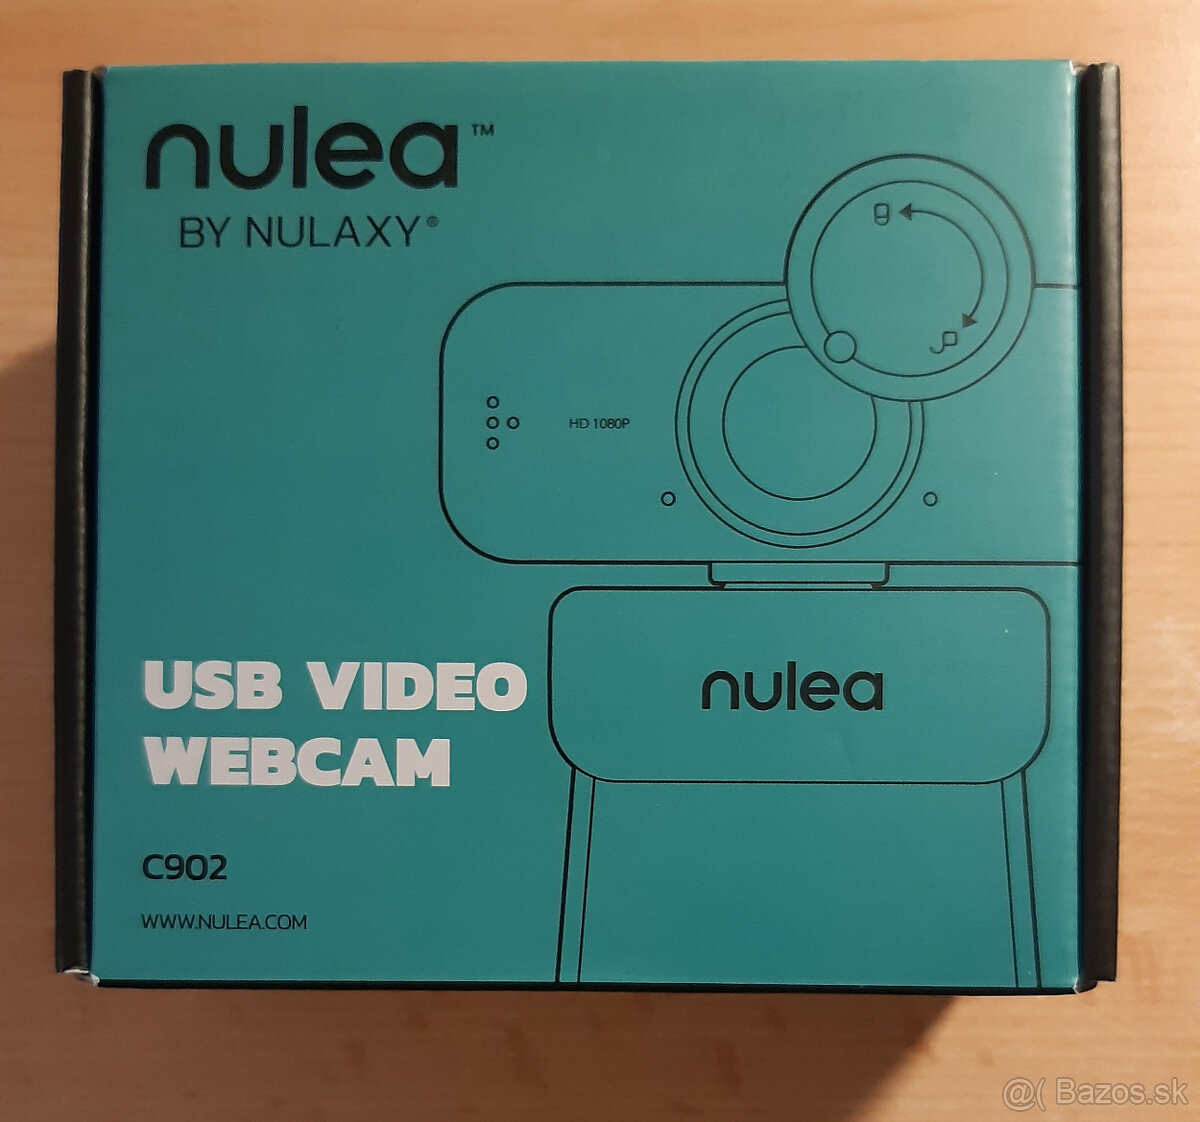 nulea™
BY NULAXY®
HD 1080P
nulea
USB VIDEO
WEBCAM
C902
WWW.NULEA.COM
@( Bazos.sk